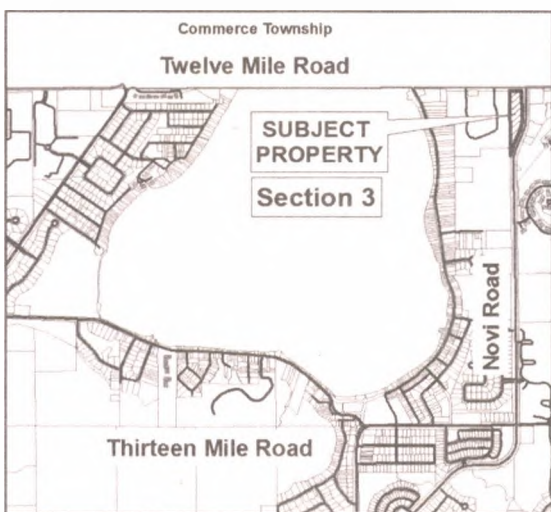 Commerce Township
Twelve Mile Road
SUBJECT
PROPERTY
Section 3
Novi Road
Thirteen Mile Road